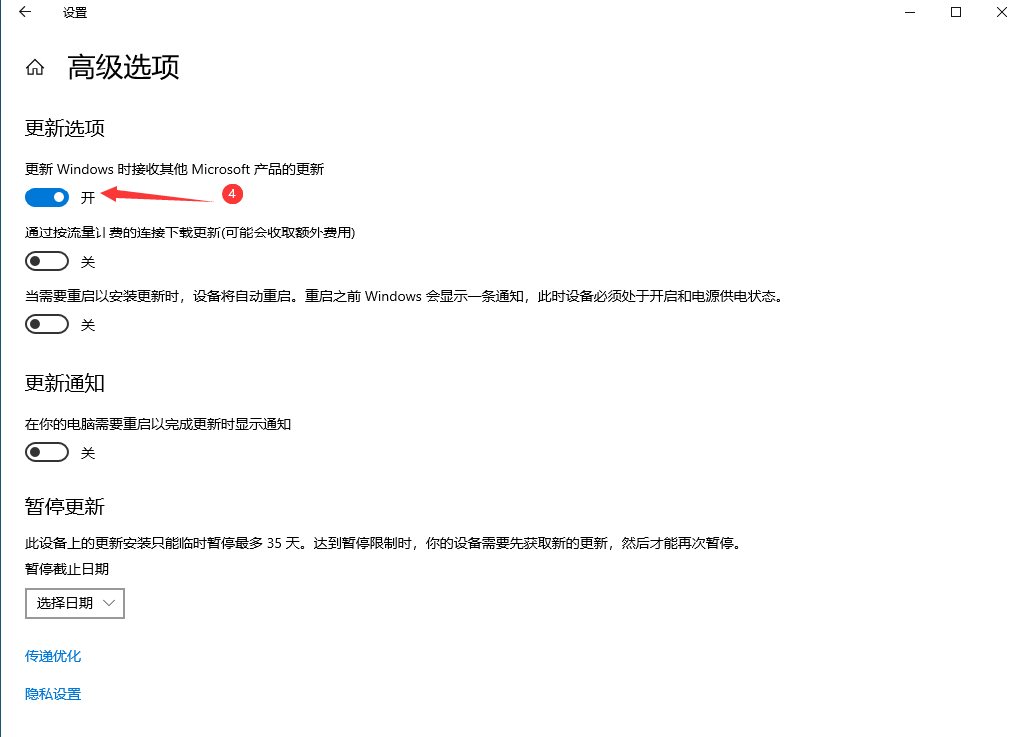 设置
高级选项
更新选项
更新 Windows 时接收其他 Microsoft 产品的更新
开
4
通过按流量计费的连接下载更新(可能会收取额外费用)
关
当需要重启以安装更新时，设备将自动重启。重启之前 Windows 会显示一条通知，此时设备必须处于开启和电源供电状态。
关
更新通知
在你的电脑需要重启以完成更新时显示通知
关
暂停更新
此设备上的更新安装只能临时暂停最多 35 天。达到暂停限制时，你的设备需要先获取新的更新，然后才能再次暂停。
暂停截止日期
选择日期
传递优化
隐私设置